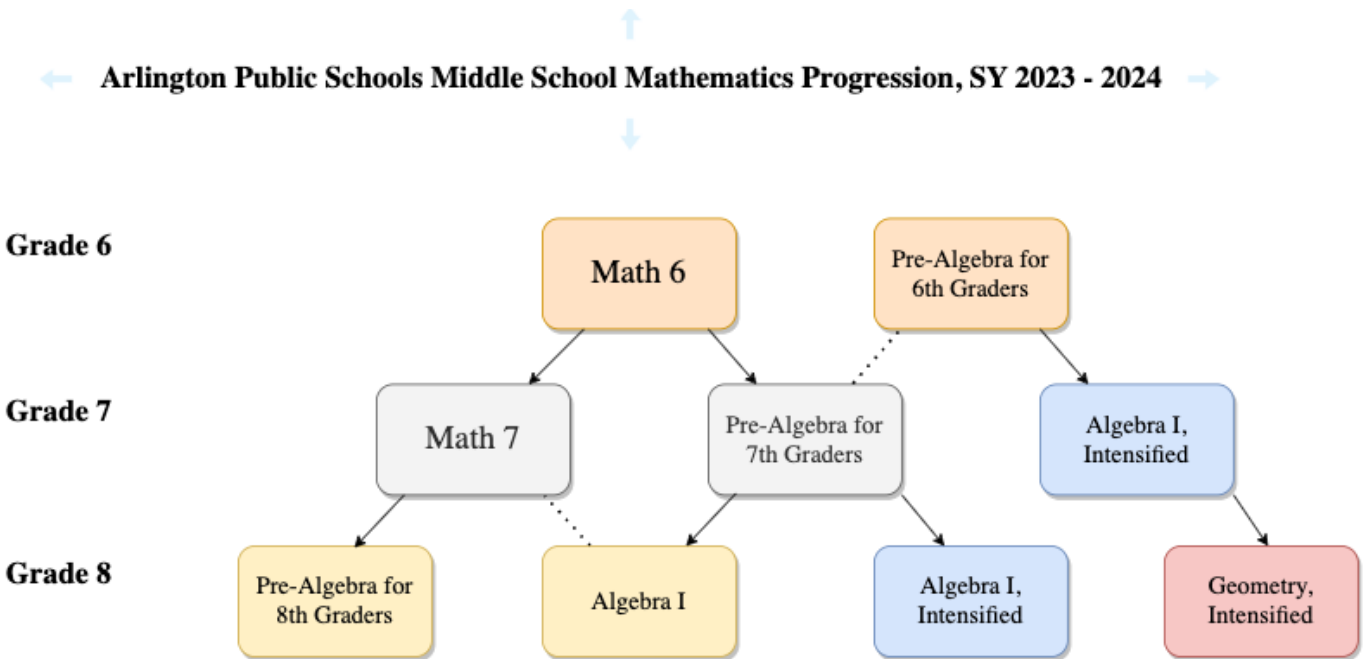 Arlington Public Schools Middle School Mathematics Progression, SY 2023 - 2024
Grade 6
Math 6
Pre-Algebra for
6th Graders
Grade 7
Math 7
Pre-Algebra for
7th Graders
Algebra I,
Intensified
Grade 8
Pre-Algebra for
8th Graders
Algebra I
Algebra I,
Intensified
Geometry,
Intensified